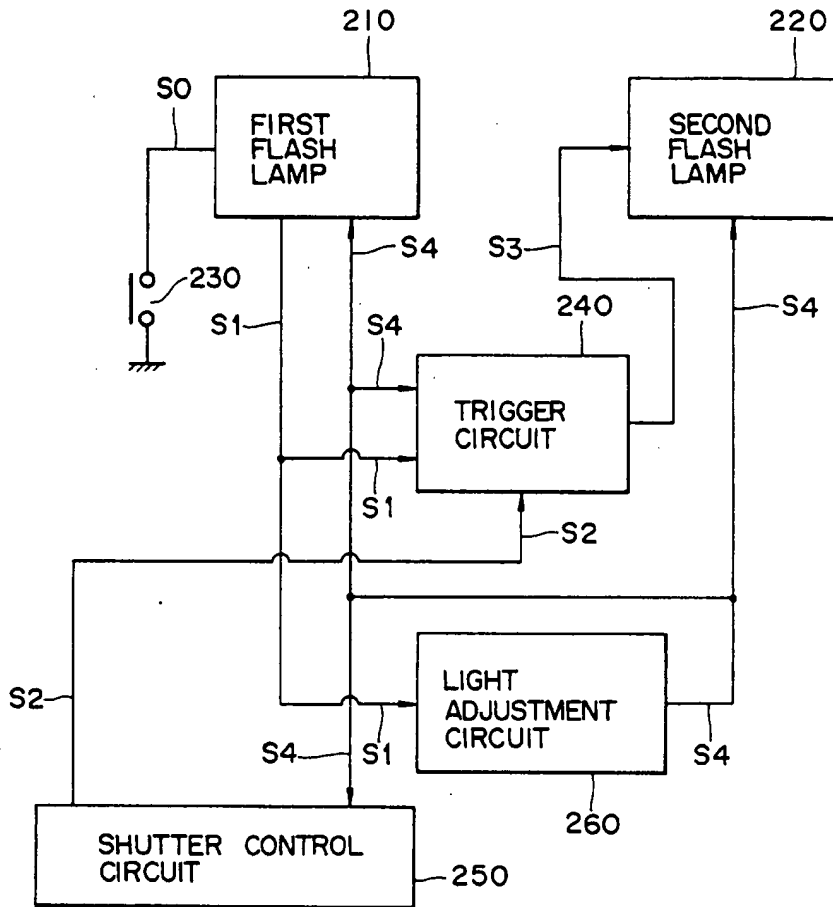 210
220
S0
FIRST
FLASH
LAMP
SECOND
FLASH
LAMP
S4
S3
230
S1
S4
240
S4
TRIGGER
CIRCUIT
S1
S2
S2
LIGHT
ADJUSTMENT
CIRCUIT
S4
S1
S4
260
SHUTTER CONTROL
CIRCUIT
250